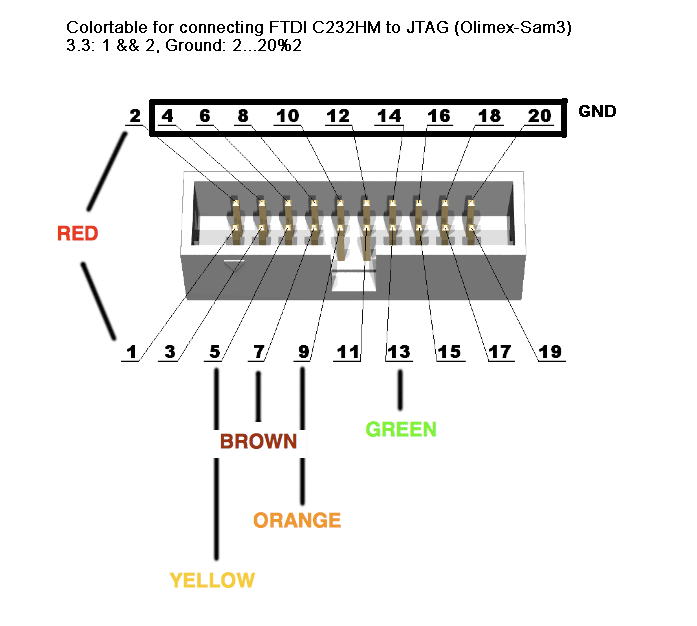 Colortable for connecting FTDI C232HM to JTAG (Olimex-Sam3)
3.3: 1 && 2, Ground: 2...20%2
2 4 6 8 10 12 14 16 18 20 GND
RED
1 3 5 7 9 11 13 15 17 19
GREEN
BROWN
ORANGE
YELLOW